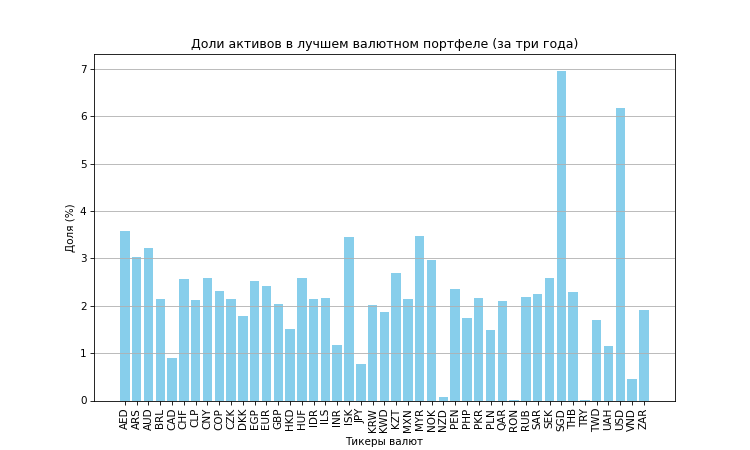 Доли активов в лучшем валютном портфеле (за три года)
Доля (%)
7
6
5
4
3
2
1
0
AED ARS AUD BRL CAD CHF CLP CNY COP CZK DKK EGP EUR GBP HKD HUF IDR ILS INR ISK JPY KRW KWD KZT MXN MYR NOK NZD PEN PHP PKR PLN QAR RON RUB SAR SEK SGD THB TRY TWD UAH USD VND ZAR
Тикеры валют